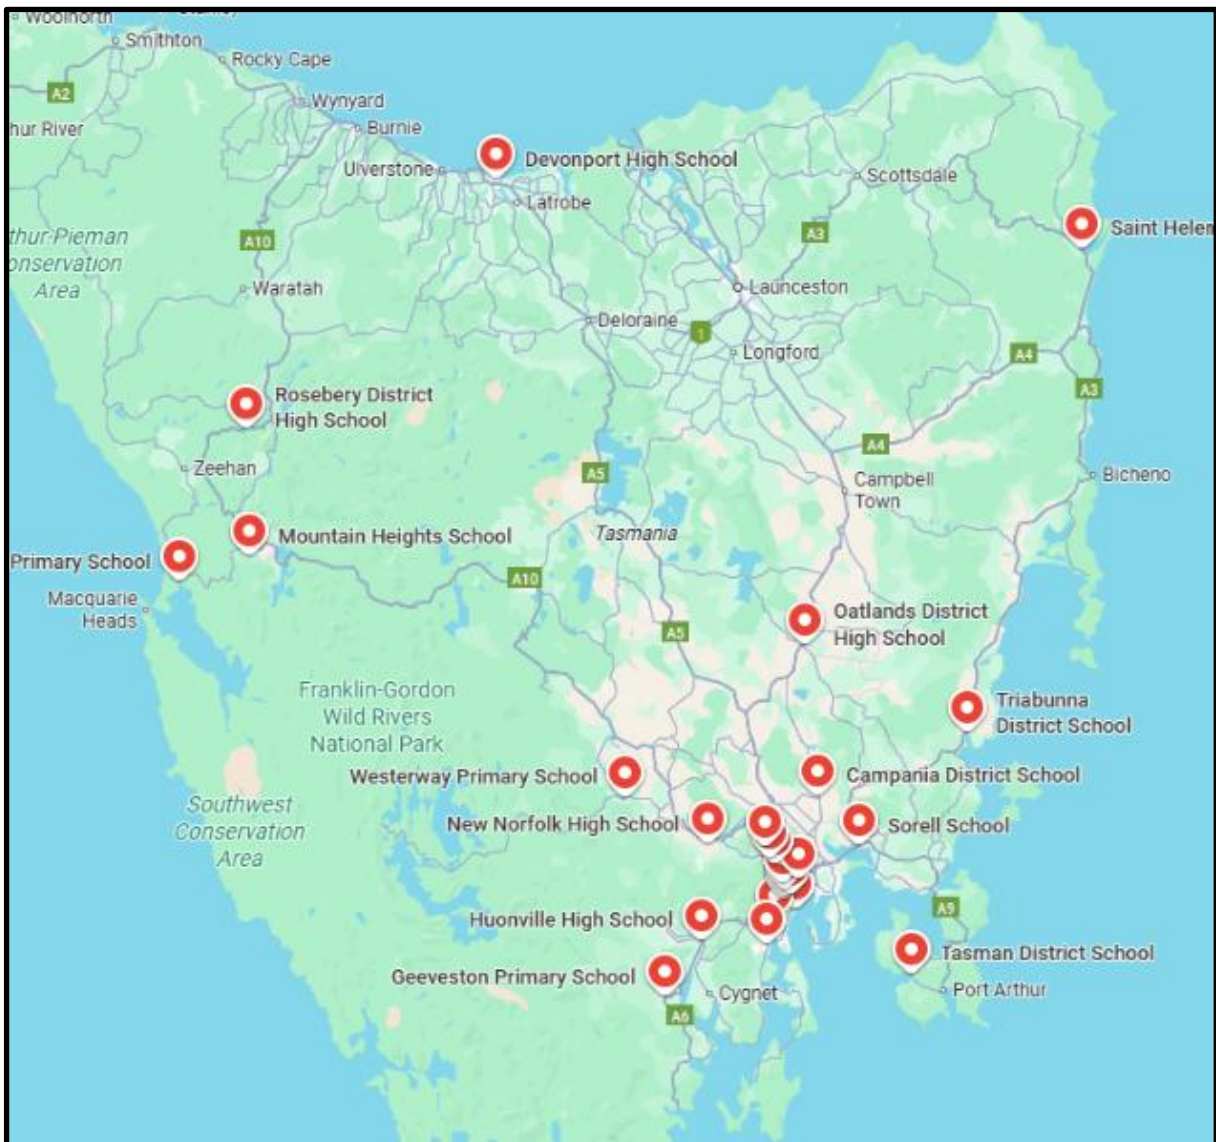 Woolnorth
Smithton
Rocky Cape
A2
Wynyard
hur River
Burnie
Ulverstone
Devonport High School
Latrobe
Scottsdale
thur-Pieman
onservation
Area
A10
A3
Saint Helen
Waratah
Launceston
Deloraine
1
Longford
A4
A3
Rosebery District
High School
A4
Zeehan
A5
Campbell
Town
Bicheno
Mountain Heights School
Tasmania
Primary School
A10
Macquarie
Heads
Oatlands District
High School
A5
Franklin-Gordon
Wild Rivers
National Park
Triabunna
District School
Westerway Primary School
Campania District School
Southwest
Conservation
Area
New Norfolk High School
Sorell School
Huonville High School
A9
Tasman District School
Geeveston Primary School
Cygnet
Port Arthur
A6